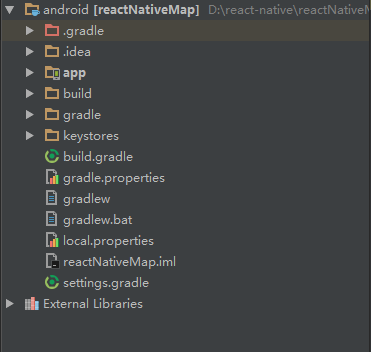 android [reactNativeMap] D:\react-native\reactNativeM
.gradle
.idea
app
build
gradle
keystores
build.gradle
gradle.properties
gradlew
gradlew.bat
local.properties
reactNativeMap.iml
settings.gradle
External Libraries